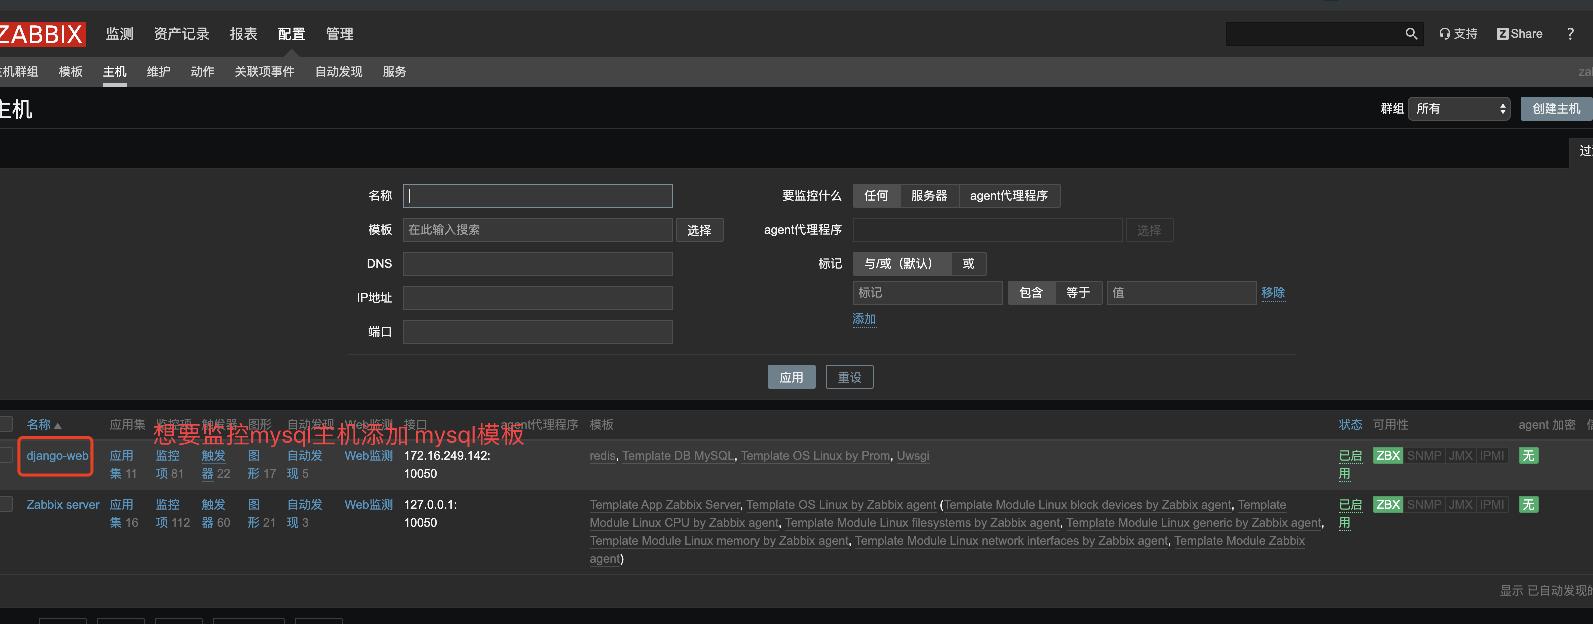 ZABBIX 监测 资产记录 报表 配置 管理 支持 Z Share ?
主机群组 模板 主机 维护 动作 关联项事件 自动发现 服务 zab
主机 群组 所有 创建主机
过
名称 要监控什么 任何 服务器 agent代理程序
模板 在此输入搜索 选择 agent代理程序 选择
DNS 标记 与/或（默认） 或
IP地址 标记 包含 等于 值 移除
添加
端口
应用 重设
名称 应用集 监控项 触发器 图形 自动发现 Web监测 接口 agent代理程序 模板 状态 可用性 agent 加密
想要监控mysql主机添加 mysql模板
django-web 应用集 11 监控项 81 触发器 22 图形 17 自动发现 5 Web监测 172.16.249.142: 10050 redis, Template DB MySQL, Template OS Linux by Prom, Uwsgi 已启用 ZBX SNMP JMX IPMI 无
Zabbix server 应用集 16 监控项 112 触发器 60 图形 21 自动发现 3 Web监测 127.0.0.1: 10050 Template App Zabbix Server, Template OS Linux by Zabbix agent (Template Module Linux block devices by Zabbix agent, Template
Module Linux CPU by Zabbix agent, Template Module Linux filesystems by Zabbix agent, Template Module Linux generic by Zabbix agent,
Template Module Linux memory by Zabbix agent, Template Module Linux network interfaces by Zabbix agent, Template Module Zabbix
agent) 已启用 ZBX SNMP JMX IPMI 无
显示 已自动发现的